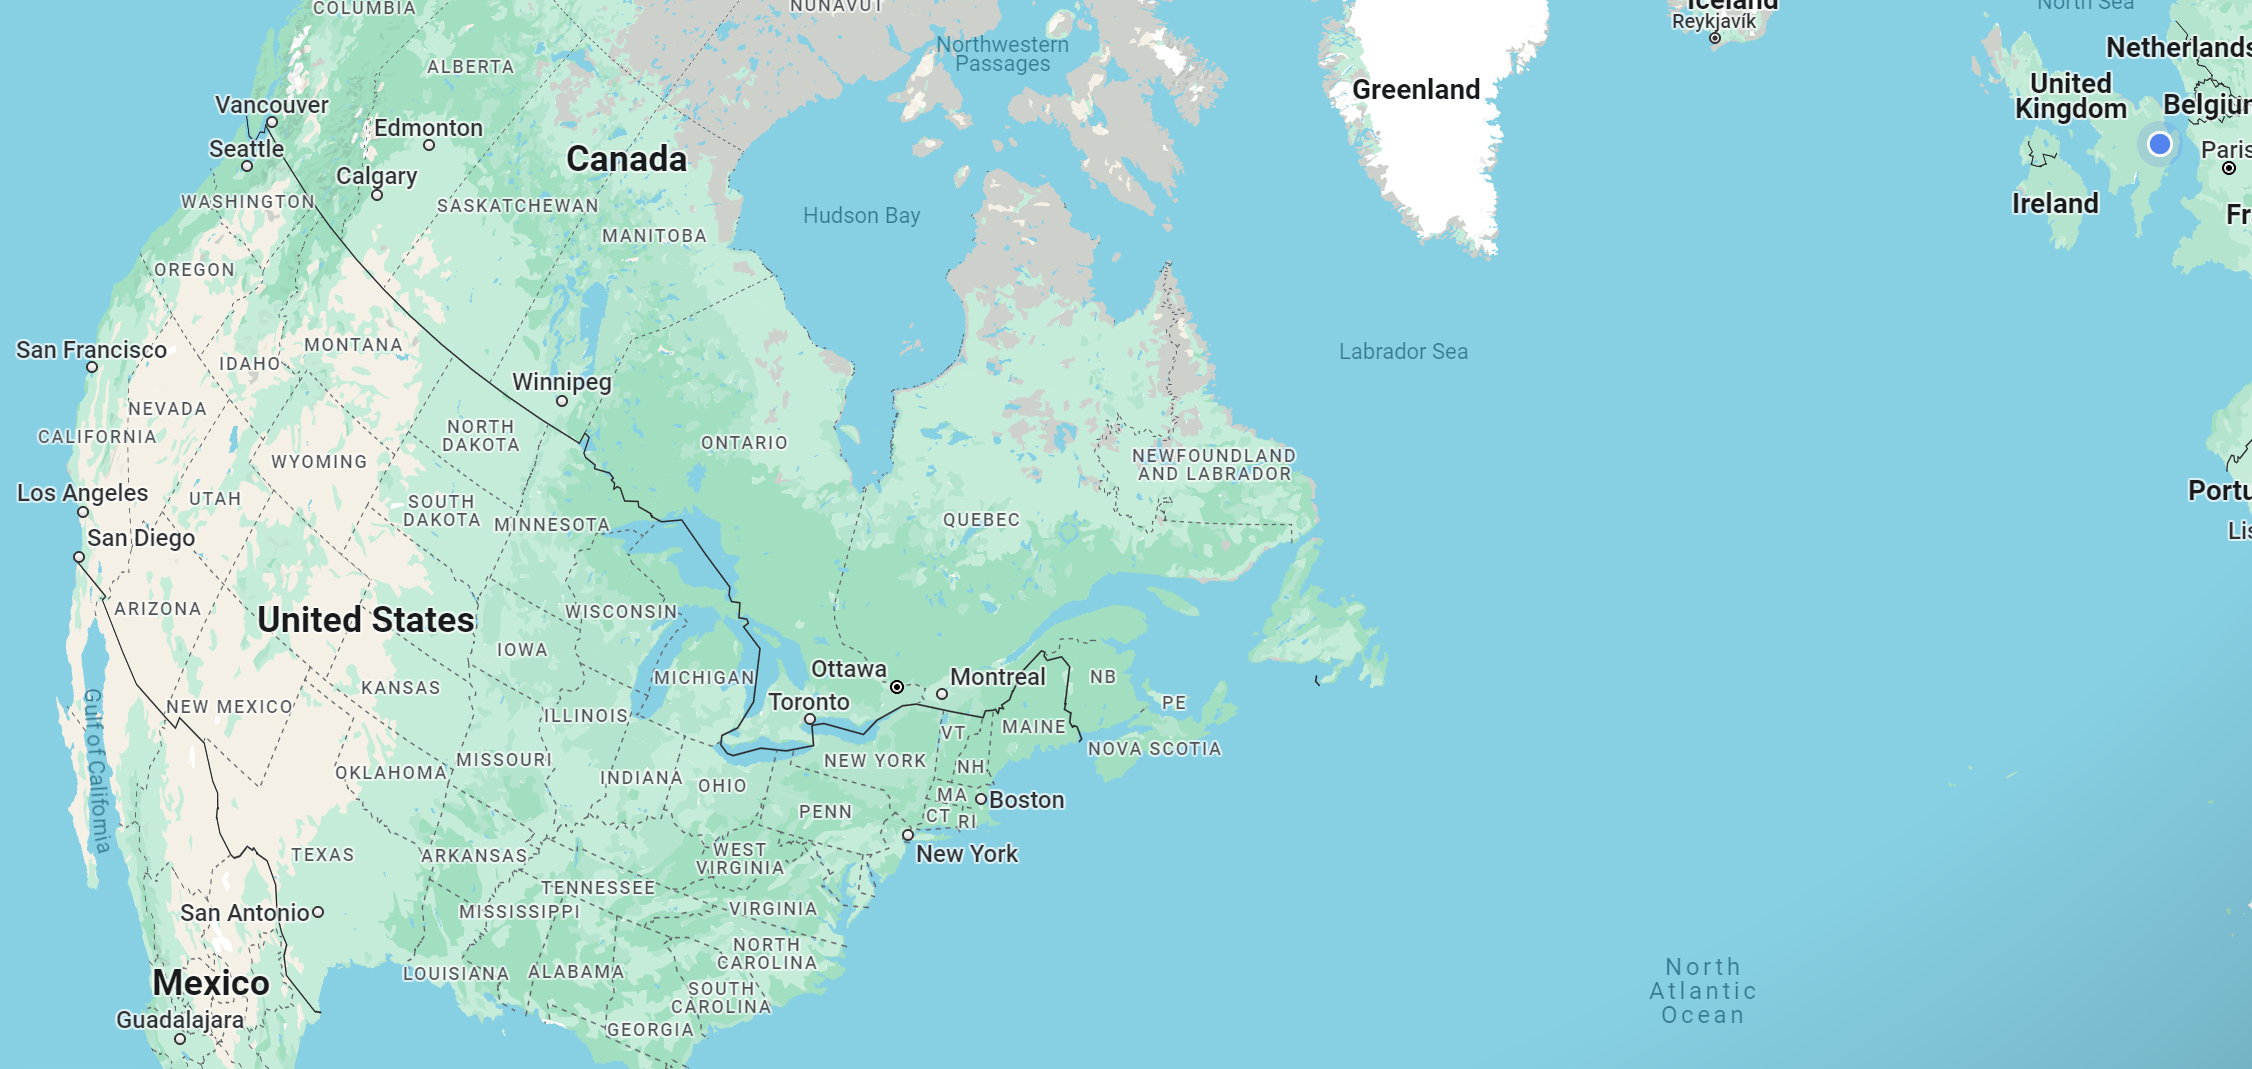 COLUMBIA
NUNAVUT
Iceland
Reykjavík
North Sea
Northwestern
Passages
Netherlands
ALBERTA
Greenland
United
Kingdom
Belgium
Vancouver
Edmonton
Seattle
Canada
Paris
Calgary
WASHINGTON
SASKATCHEWAN
Hudson Bay
Ireland
Fr
MANITOBA
OREGON
San Francisco
MONTANA
Labrador Sea
IDAHO
Winnipeg
NEVADA
CALIFORNIA
NORTH
DAKOTA
ONTARIO
WYOMING
NEWFOUNDLAND
AND LABRADOR
Los Angeles
UTAH
SOUTH
DAKOTA
MINNESOTA
QUEBEC
Portu
San Diego
Lis
ARIZONA
United States
WISCONSIN
IOWA
Ottawa
Montreal
NB
MICHIGAN
KANSAS
Toronto
PE
NEW MEXICO
ILLINOIS
VT
MAINE
NOVA SCOTIA
Gulf of California
OKLAHOMA
MISSOURI
NEW YORK
NH
INDIANA
OHIO
MA
Boston
PENN
CT
RI
TEXAS
ARKANSAS
WEST
VIRGINIA
New York
TENNESSEE
San Antonio
MISSISSIPPI
VIRGINIA
NORTH
CAROLINA
Mexico
LOUISIANA
ALABAMA
North
Atlantic
Ocean
SOUTH
CAROLINA
Guadalajara
GEORGIA